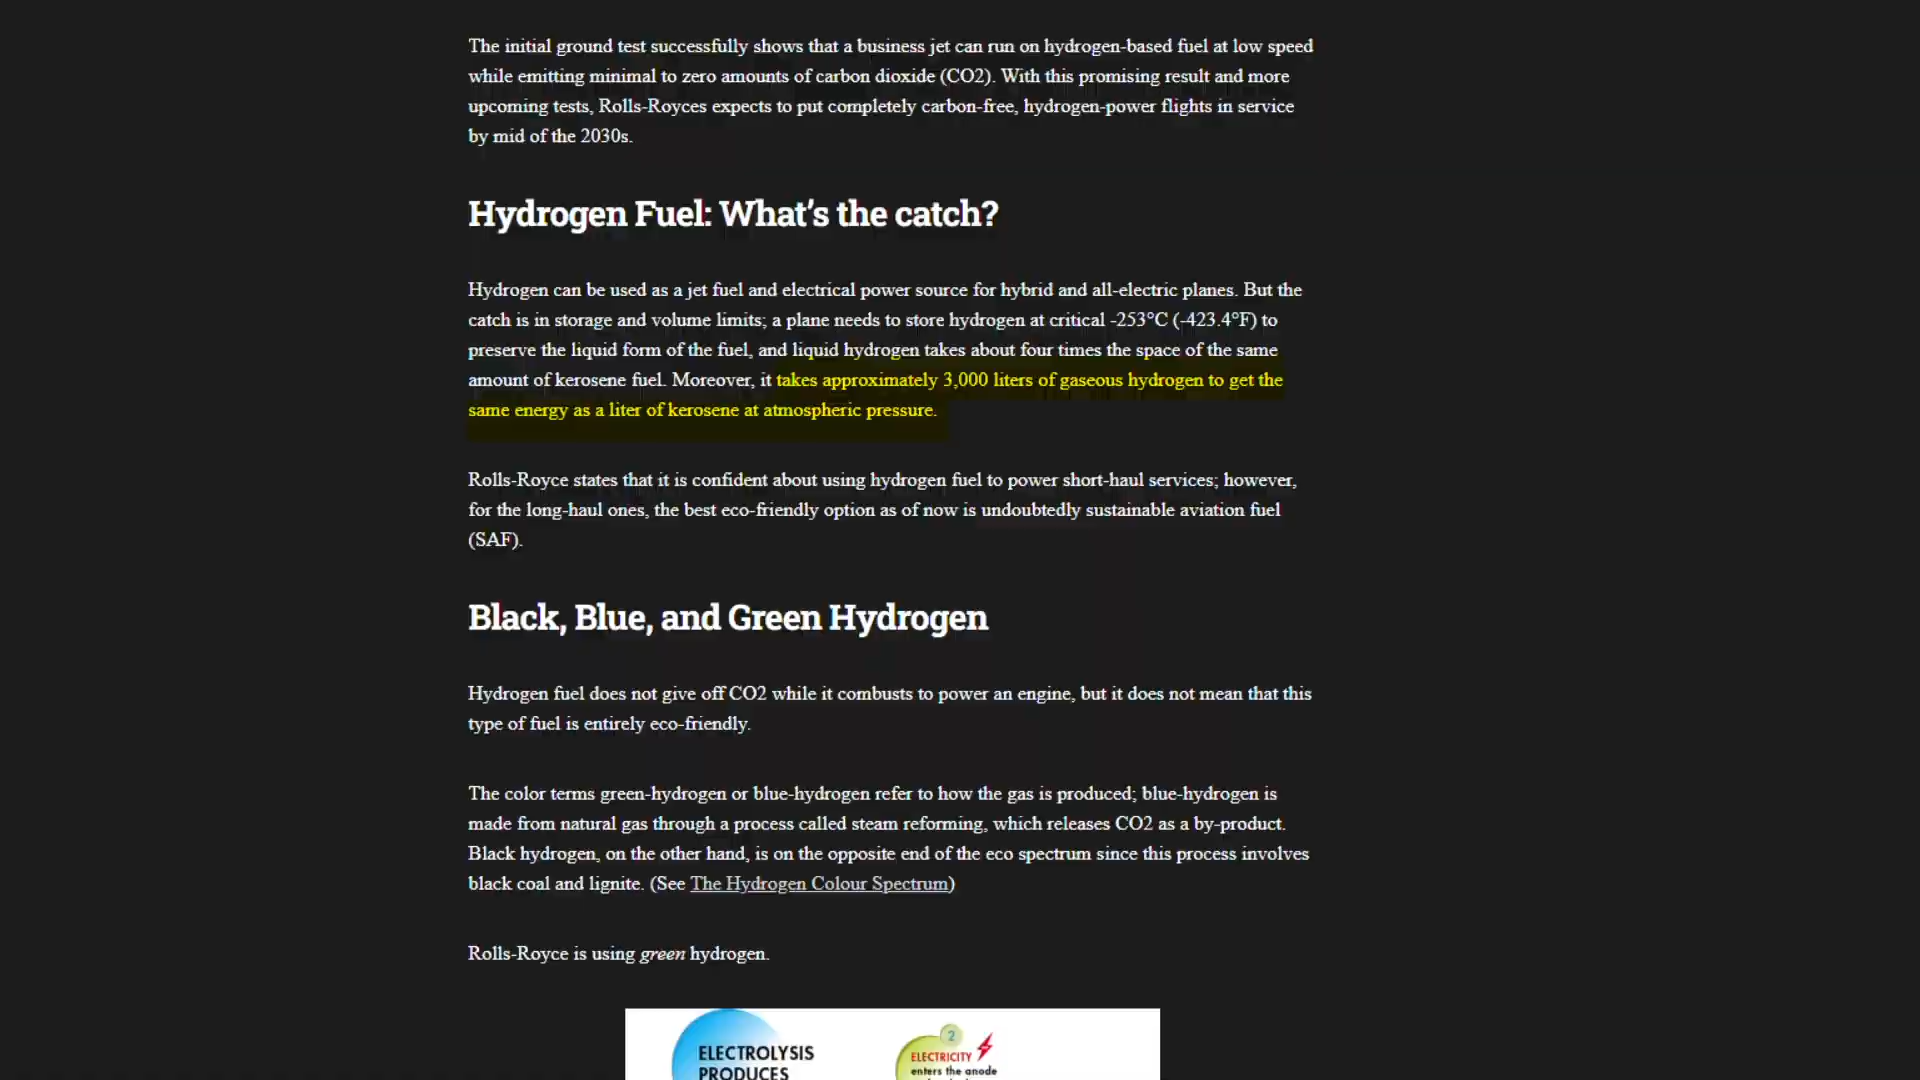 The initial ground test successfully shows that a business jet can run on hydrogen-based fuel at low speed
while emitting minimal to zero amounts of carbon dioxide (CO2). With this promising result and more
upcoming tests, Rolls-Royces expects to put completely carbon-free, hydrogen-power flights in service
by mid of the 2030s.
Hydrogen Fuel: What’s the catch?
Hydrogen can be used as a jet fuel and electrical power source for hybrid and all-electric planes. But the
catch is in storage and volume limits; a plane needs to store hydrogen at critical -253°C (-423.4°F) to
preserve the liquid form of the fuel, and liquid hydrogen takes about four times the space of the same
amount of kerosene fuel. Moreover, it takes approximately 3,000 liters of gaseous hydrogen to get the
same energy as a liter of kerosene at atmospheric pressure.
Rolls-Royce states that it is confident about using hydrogen fuel to power short-haul services; however,
for the long-haul ones, the best eco-friendly option as of now is undoubtedly sustainable aviation fuel
(SAF).
Black, Blue, and Green Hydrogen
Hydrogen fuel does not give off CO2 while it combusts to power an engine, but it does not mean that this
type of fuel is entirely eco-friendly.
The color terms green-hydrogen or blue-hydrogen refer to how the gas is produced; blue-hydrogen is
made from natural gas through a process called steam reforming, which releases CO2 as a by-product.
Black hydrogen, on the other hand, is on the opposite end of the eco spectrum since this process involves
black coal and lignite. (See The Hydrogen Colour Spectrum)
Rolls-Royce is using green hydrogen.
ELECTROLYSIS
PRODUCES
2
ELECTRICITY
enters the anode